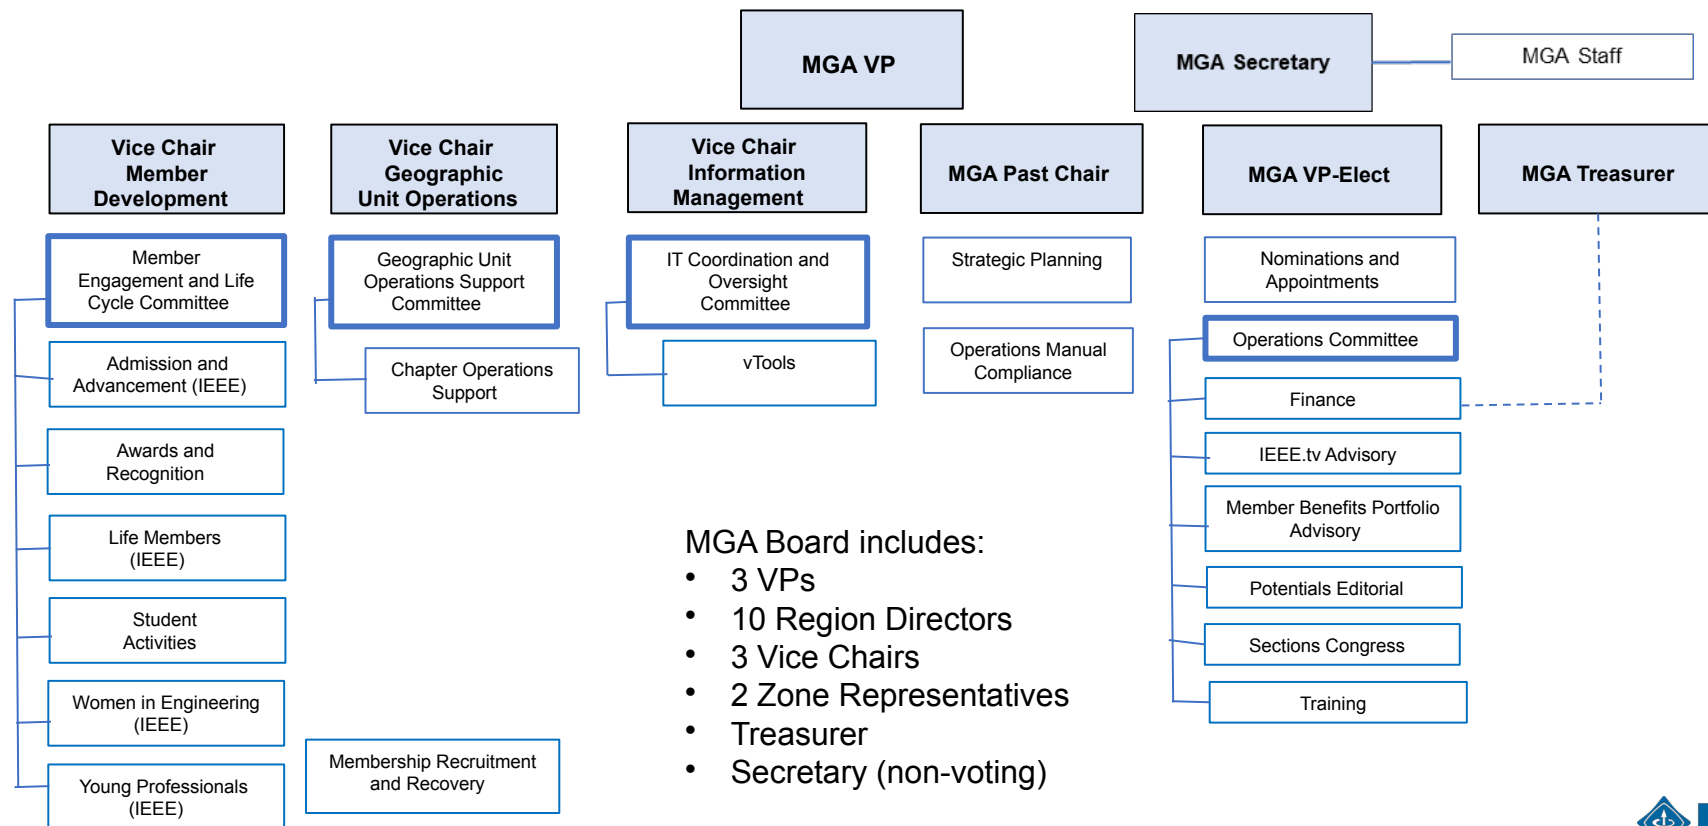 MGA VP
MGA Secretary
MGA Staff
Vice Chair
Member
Development
Vice Chair
Geographic
Unit Operations
Vice Chair
Information
Management
MGA Past Chair
MGA VP-Elect
MGA Treasurer
Member
Engagement and Life
Cycle Committee
Admission and
Advancement (IEEE)
Awards and
Recognition
Life Members
(IEEE)
Student
Activities
Women in Engineering
(IEEE)
Young Professionals
(IEEE)
Geographic Unit
Operations Support
Committee
Chapter Operations
Support
Membership Recruitment
and Recovery
IT Coordination and
Oversight
Committee
vTools
Strategic Planning
Operations Manual
Compliance
Nominations and
Appointments
Operations Committee
Finance
IEEE.tv Advisory
Member Benefits Portfolio
Advisory
Potentials Editorial
Sections Congress
Training
MGA Board includes:
• 3 VPs
• 10 Region Directors
• 3 Vice Chairs
• 2 Zone Representatives
• Treasurer
• Secretary (non-voting)